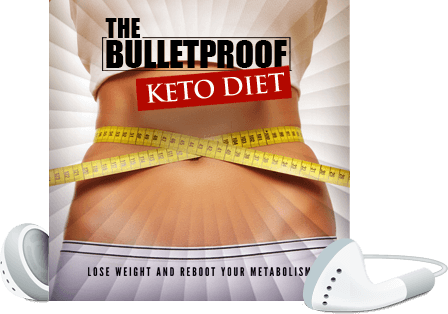 THE
BULLETPROOF
KETO DIET
LOSE WEIGHT AND REBOOT YOUR METABOLISM